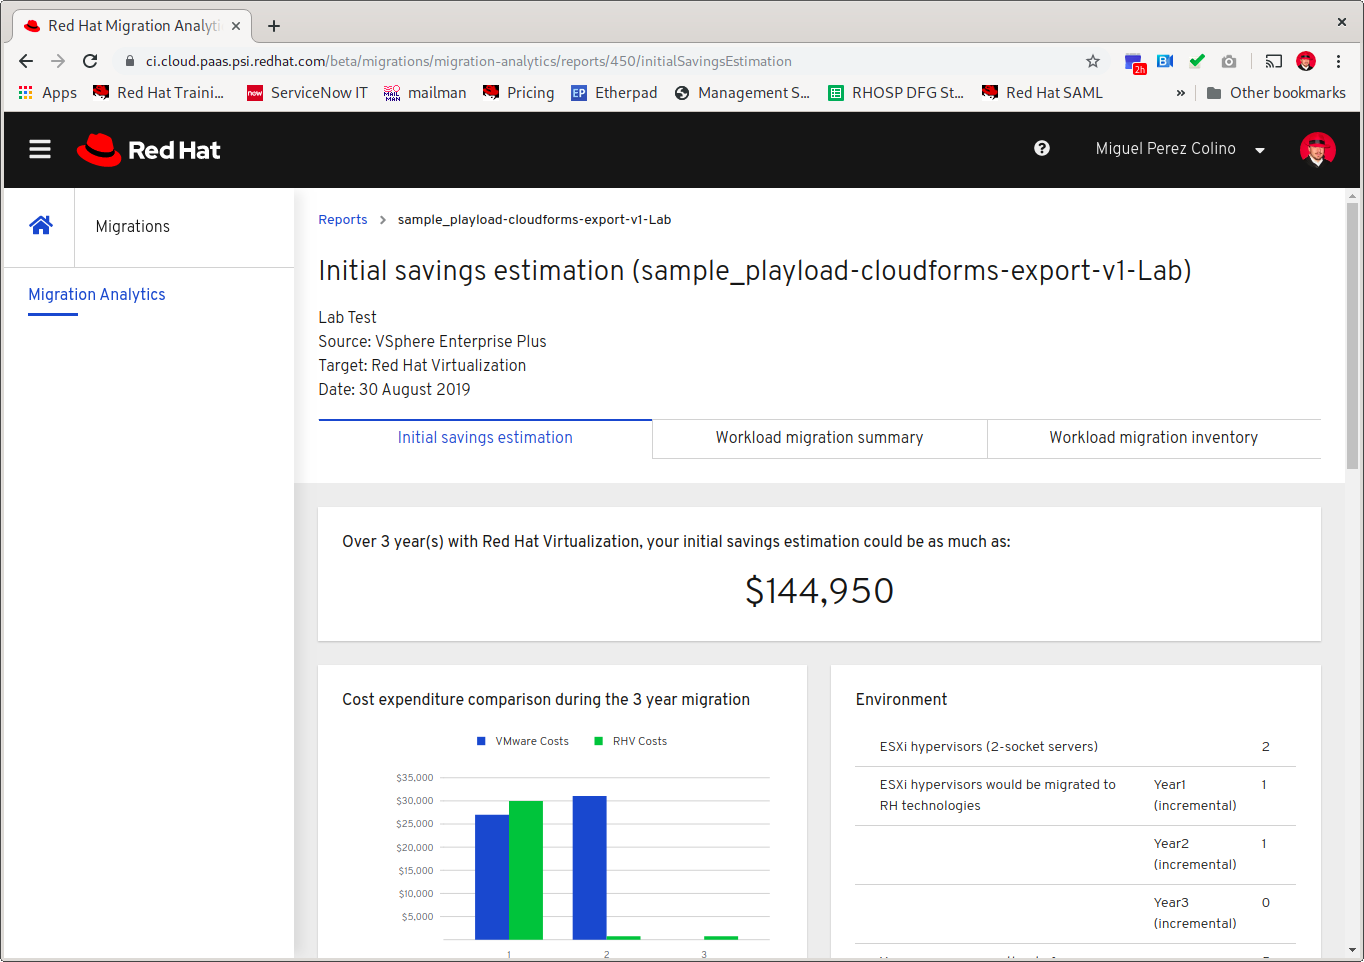 Red Hat Migration Analyti
ci.cloud.paas.psi.redhat.com/beta/migrations/migration-analytics/reports/450/initialSavingsEstimation
2h
Apps
Red Hat Traini...
now
ServiceNow IT
MAIL MAN
mailman
Pricing
EP
Etherpad
Management S...
RHOSP DFG St...
Red Hat SAML
»
Other bookmarks
Red Hat
Miguel Perez Colino
Migrations
Migration Analytics
Reports > sample_playload-cloudforms-export-v1-Lab
Initial savings estimation (sample_playload-cloudforms-export-v1-Lab)
Lab Test
Source: VSphere Enterprise Plus
Target: Red Hat Virtualization
Date: 30 August 2019
Initial savings estimation
Workload migration summary
Workload migration inventory
Over 3 year(s) with Red Hat Virtualization, your initial savings estimation could be as much as:
$144,950
Cost expenditure comparison during the 3 year migration
VMware Costs
RHV Costs
$35,000
$30,000
$25,000
$20,000
$15,000
$10,000
$5,000
1
2
3
Environment
ESXi hypervisors (2-socket servers)
2
ESXi hypervisors would be migrated to
RH technologies
Year1
(incremental)
1
Year2
(incremental)
1
Year3
(incremental)
0